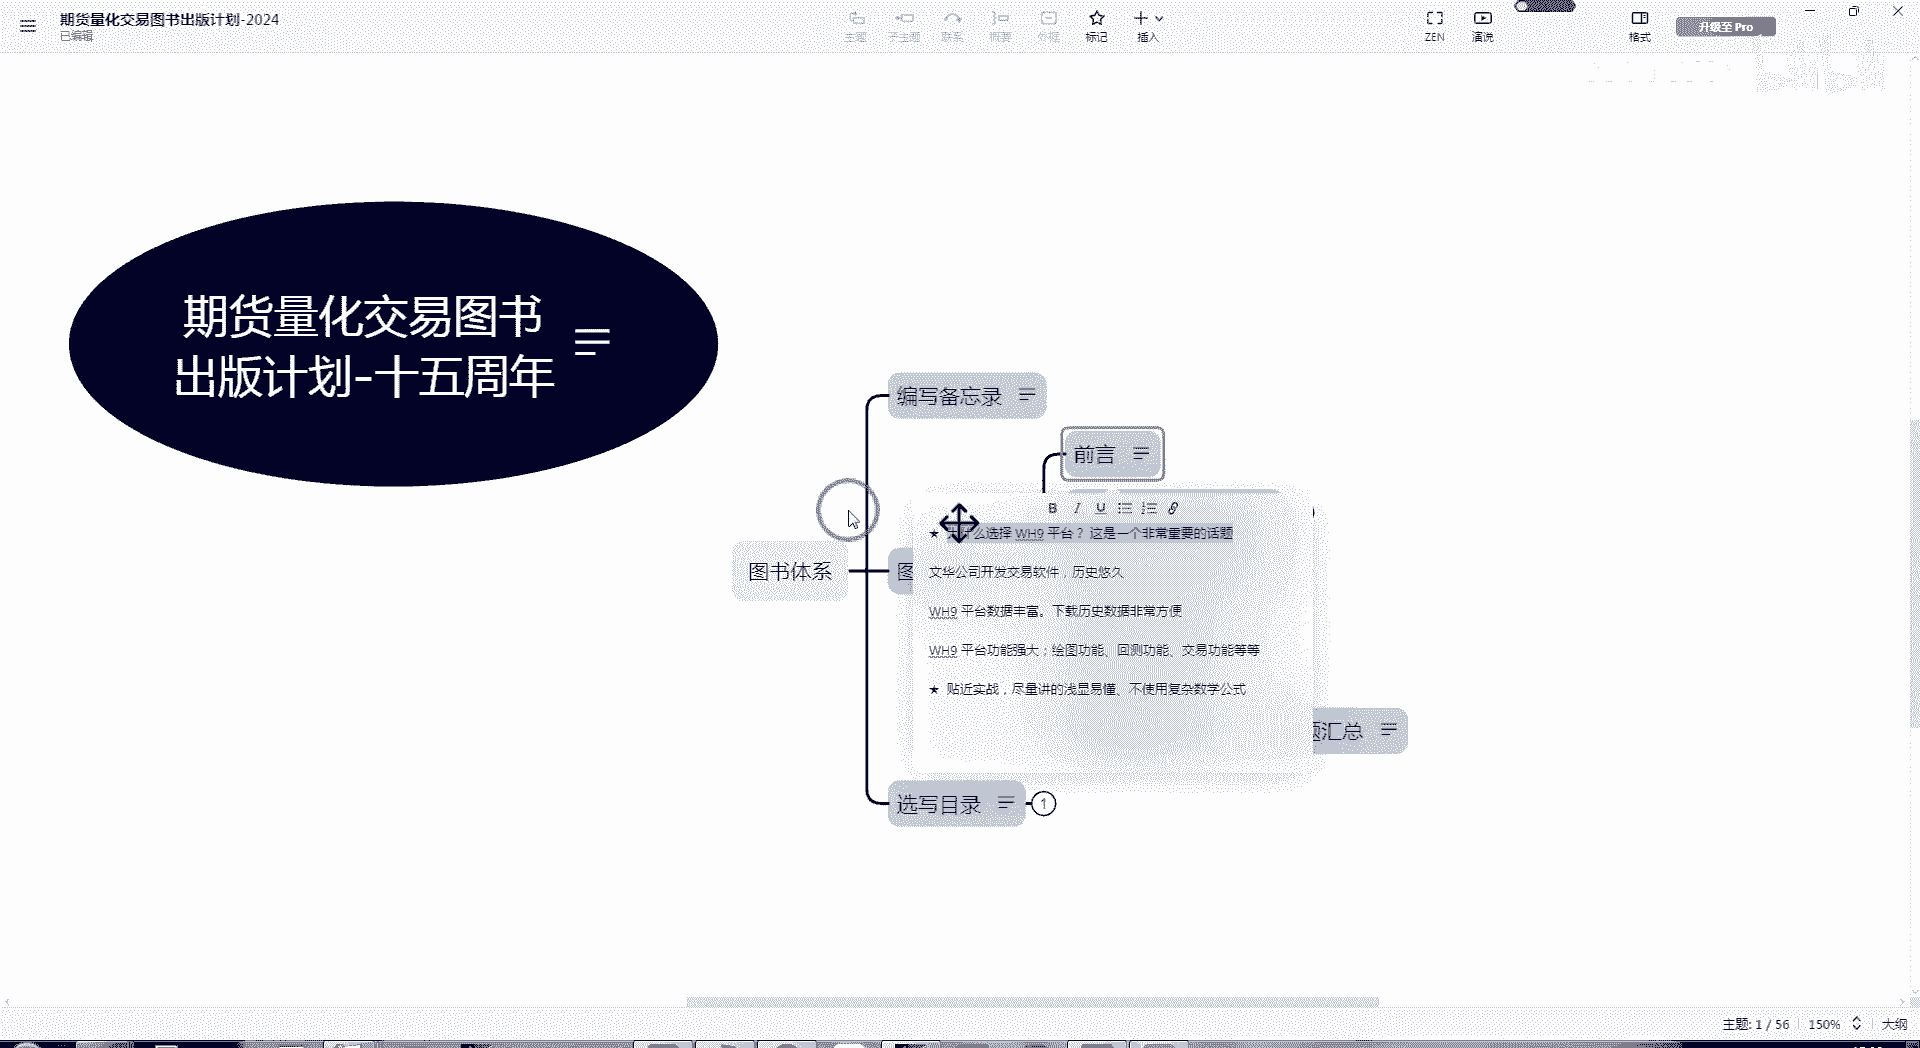 期货量化交易图书出版计划-2024
已编辑
主题
子主题
联系
概要
外框
标记
插入
ZEN
演说
格式
升级至 Pro
期货量化交易图书
出版计划-十五周年
编写备忘录
前言
★ 什么选择 WH9 平台？ 这是一个非常重要的话题
图书体系
图
文华公司开发交易软件，历史悠久
WH9 平台数据丰富。下载历史数据非常方便
WH9 平台功能强大；绘图功能、回测功能、交易功能等等
★ 贴近实战，尽量讲的浅显易懂、不使用复杂数学公式
题汇总
选写目录
1
主题: 1 / 56
150%
大纲